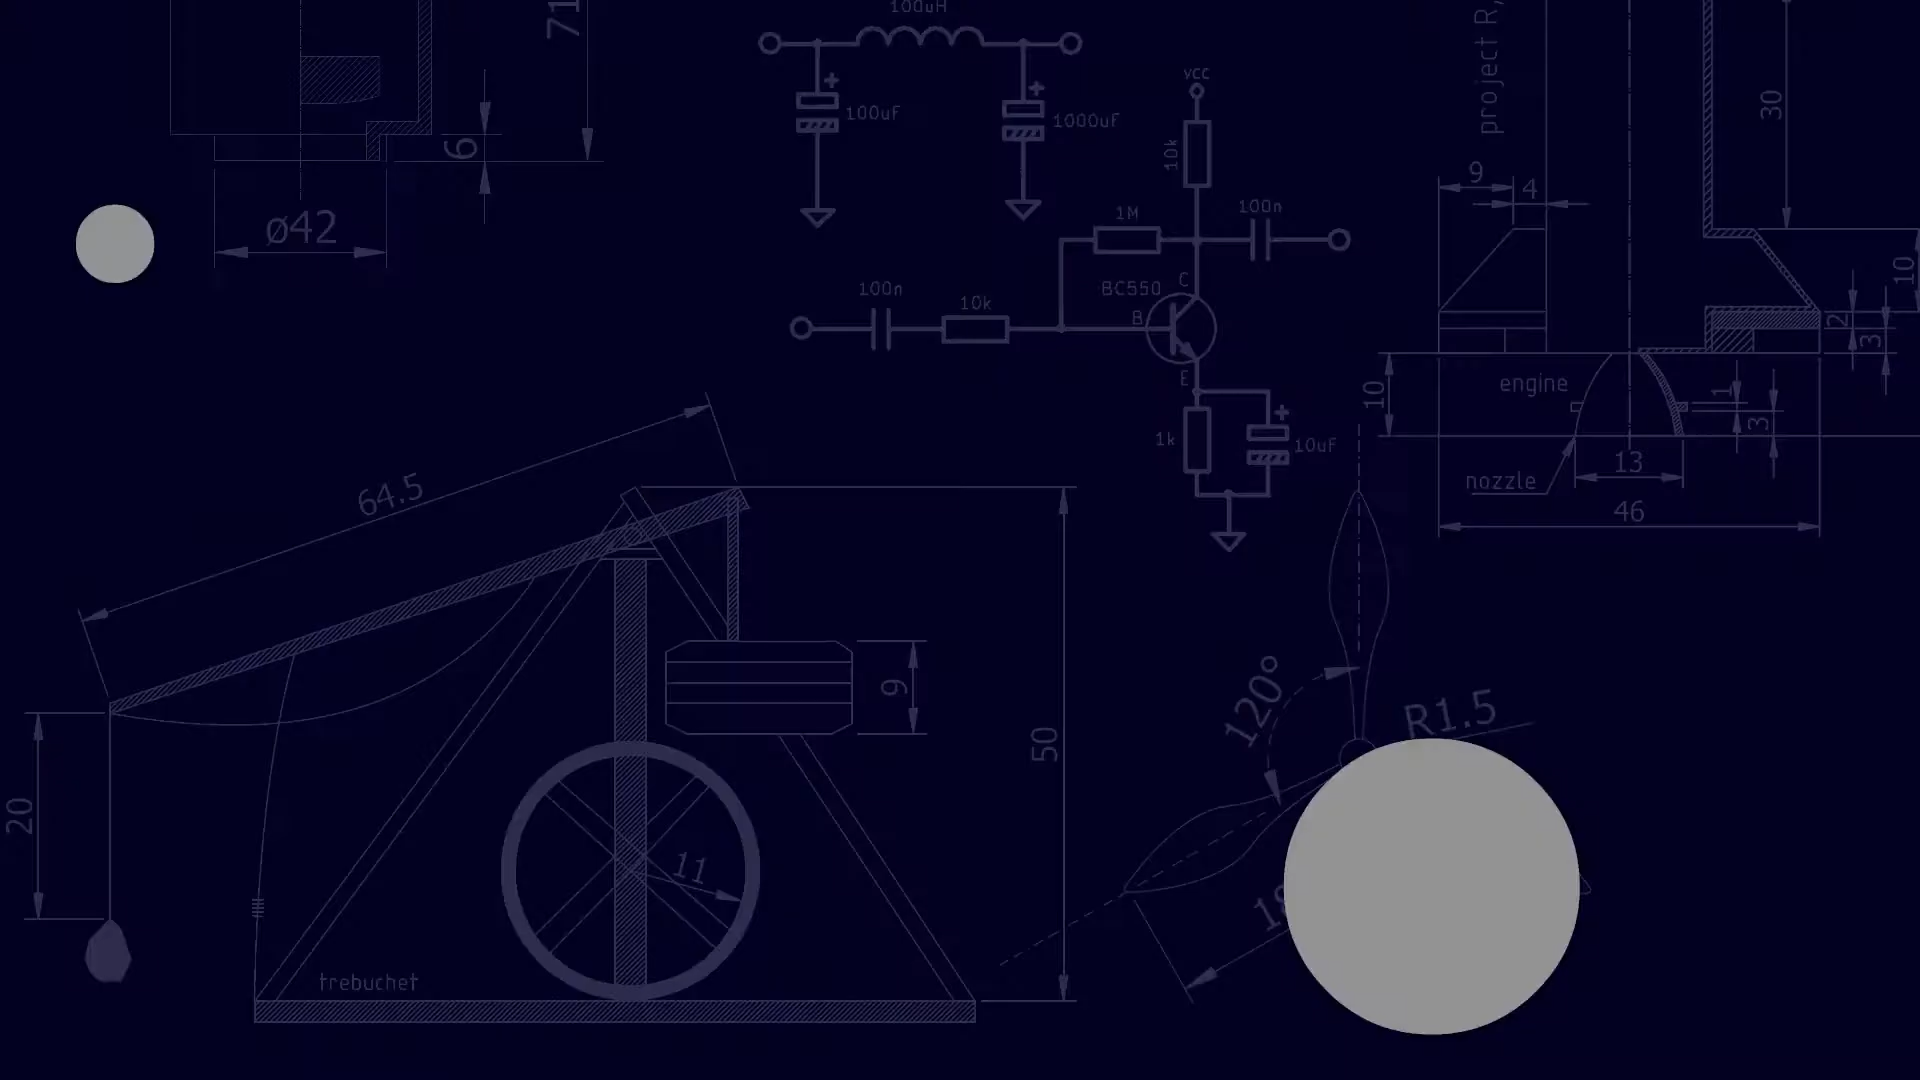 100uH
71
100uF
1000uF
vcc
10k
6
ø42
1M
100n
project R,
30
9
4
10
2
3
100n
10k
BC550
C
B
E
1k
10uF
10
engine
1
3
nozzle
13
46
64.5
9
50
20
11
trebuchet
120°
R1.5